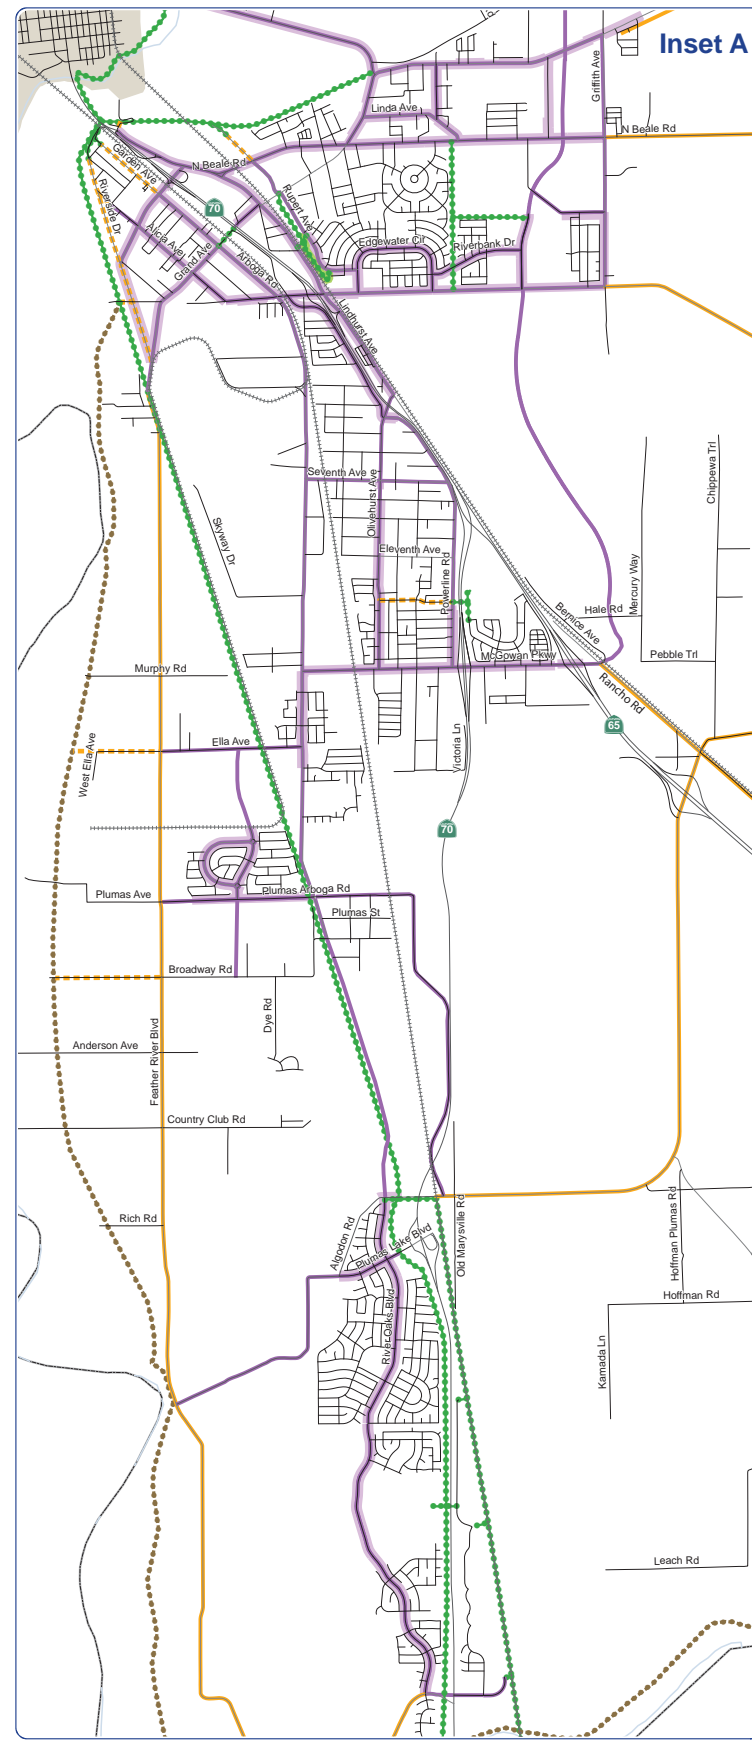 Inset A
Griffith Ave
Linda Ave
N Beale Rd
Garden Ave
N Beale Rd
Riverside Dr
70
Rupert Ave
Alicia Ave
Grand Ave
Edgewater Cir
Riverbank Dr
Arboga Rd
Lindhurst Ave
Chippewa Trl
Seventh Ave
Olivehurst Ave
Skyway Dr
Eleventh Ave
Powerline Rd
Mercury Way
Hale Rd
Bernice Ave
McGowan Pkwy
Pebble Trl
Murphy Rd
Rancho Rd
65
Ella Ave
West Ella Ave
Victoria Ln
70
Plumas Ave
Plumas Arboga Rd
Plumas St
Broadway Rd
Dye Rd
Anderson Ave
Feather River Blvd
Country Club Rd
Rich Rd
Algodon Rd
Plumas Lake Blvd
Old Marysville Rd
Hoffman Plumas Rd
Hoffman Rd
River Oaks Blvd
Kamada Ln
Leach Rd